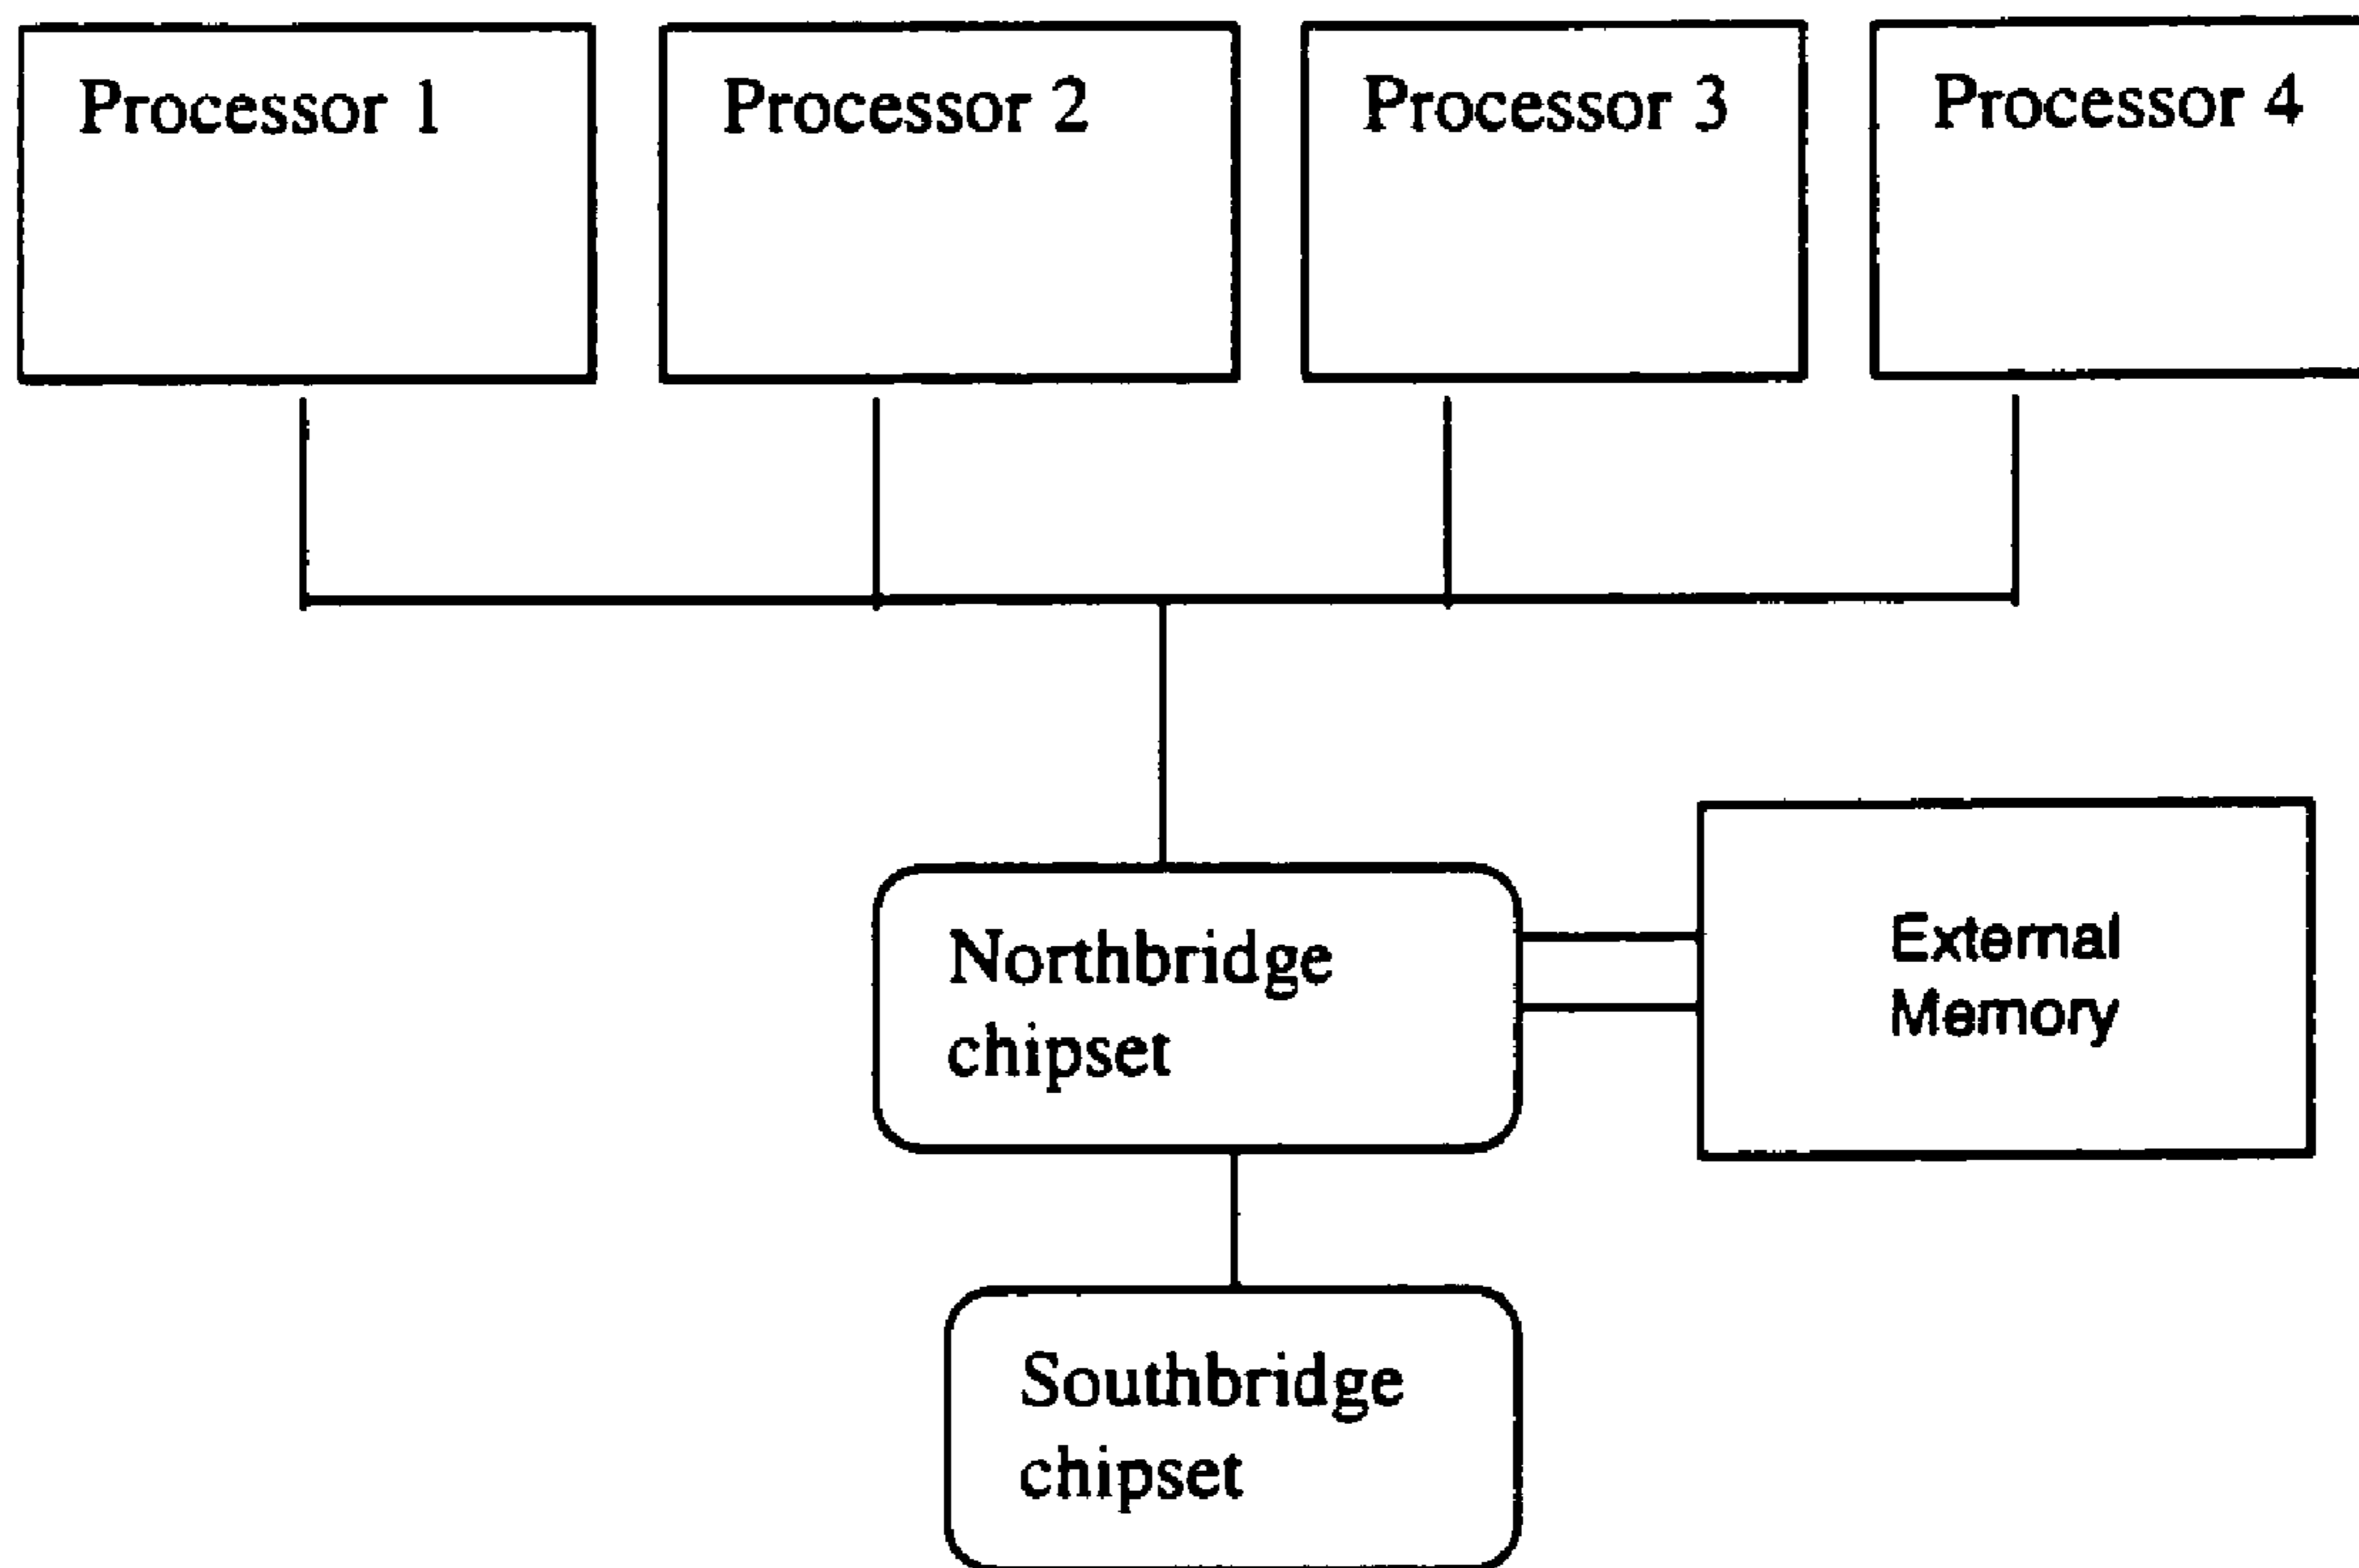 Processor 1
Processor 2
Processor 3
Processor 4
Northbridge
chipset
External
Memory
Southbridge
chipset